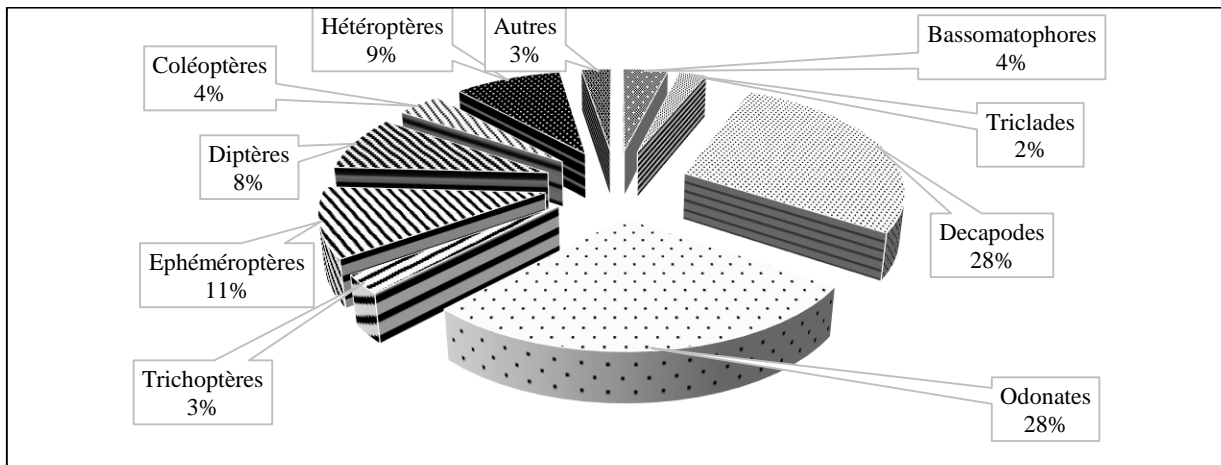 Hétéroptères
9%
Autres
3%
Bassomatophores
4%
Coléoptères
4%
Triclades
2%
Diptères
8%
Decapodes
28%
Ephéméroptères
11%
Trichoptères
3%
Odonates
28%